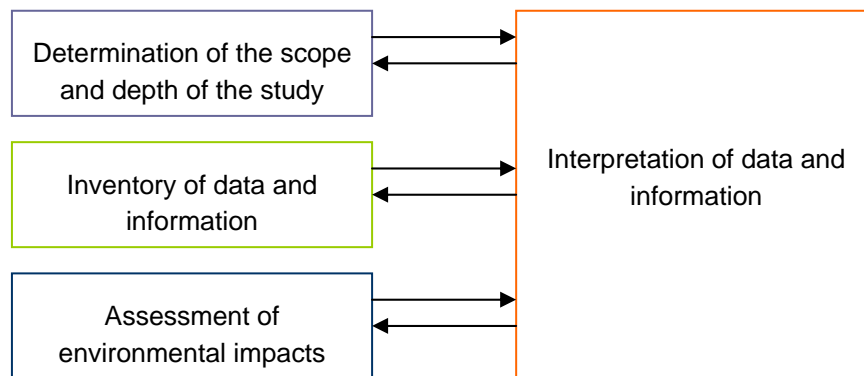 Determination of the scope
and depth of the study
Inventory of data and
information
Assessment of
environmental impacts
Interpretation of data and
information